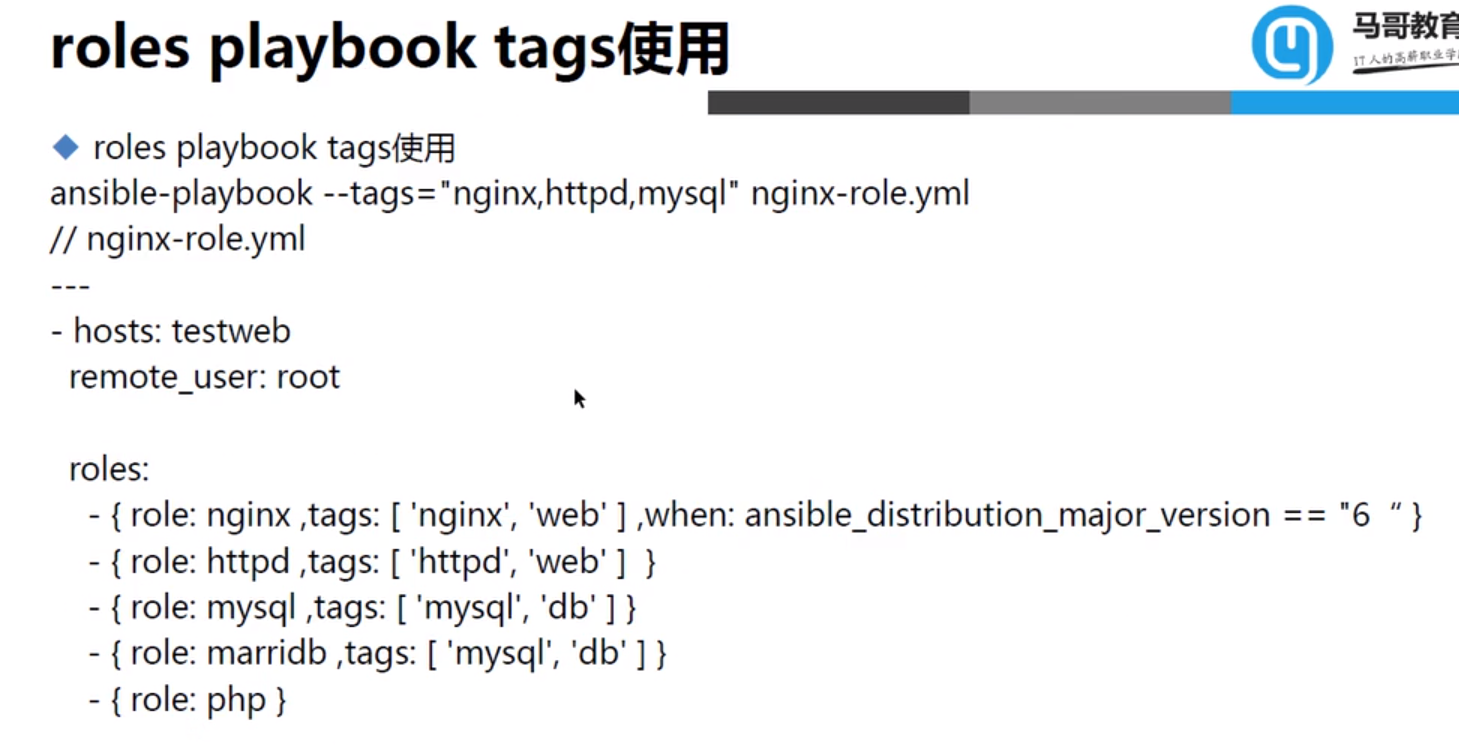 roles playbook tags使用
马哥教育
IT人的高薪职业学
◆ roles playbook tags使用
ansible-playbook --tags="nginx,httpd,mysql" nginx-role.yml
// nginx-role.yml
---
- hosts: testweb
remote_user: root
roles:
- { role: nginx ,tags: [ 'nginx', 'web' ] ,when: ansible_distribution_major_version == "6 “ }
- { role: httpd ,tags: [ 'httpd', 'web' ] }
- { role: mysql ,tags: [ 'mysql', 'db' ] }
- { role: marridb ,tags: [ 'mysql', 'db' ] }
- { role: php }